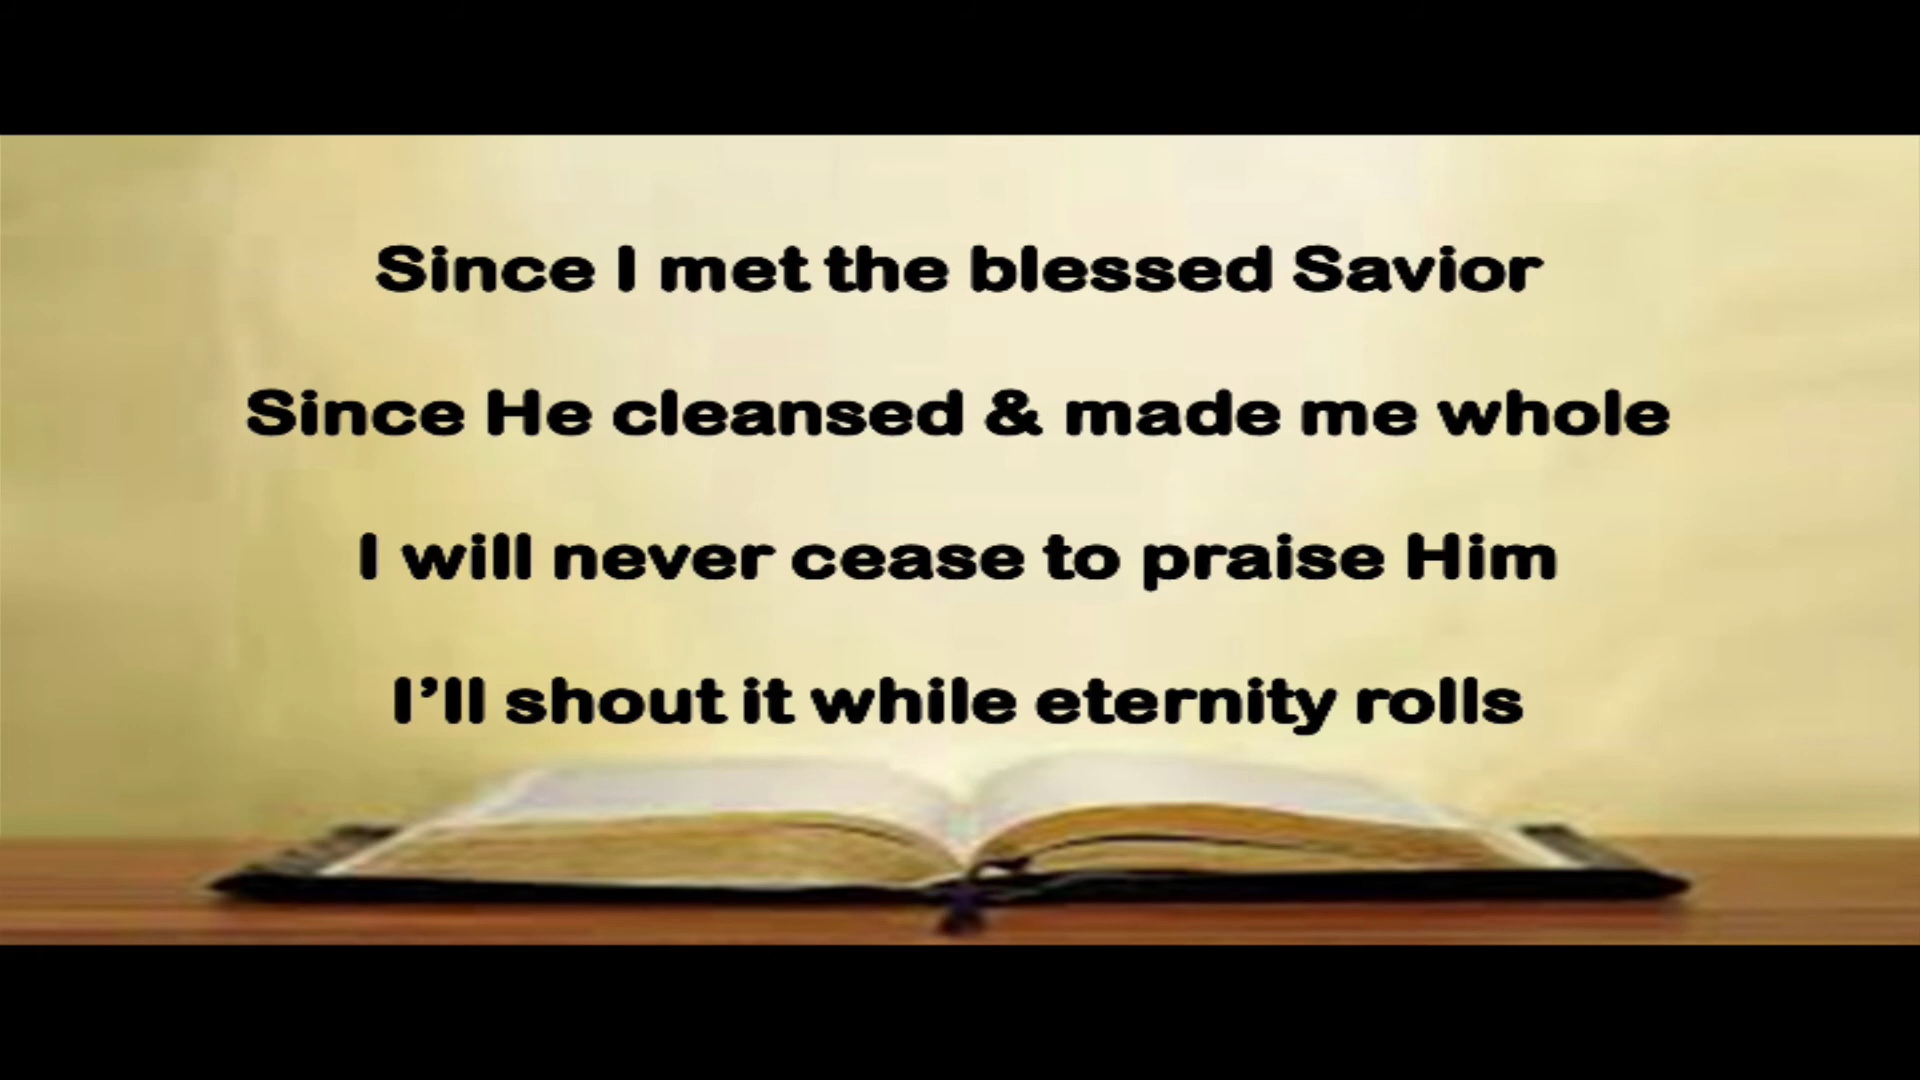 Since I met the blessed Savior
Since He cleansed & made me whole
I will never cease to praise Him
I’ll shout it while eternity rolls